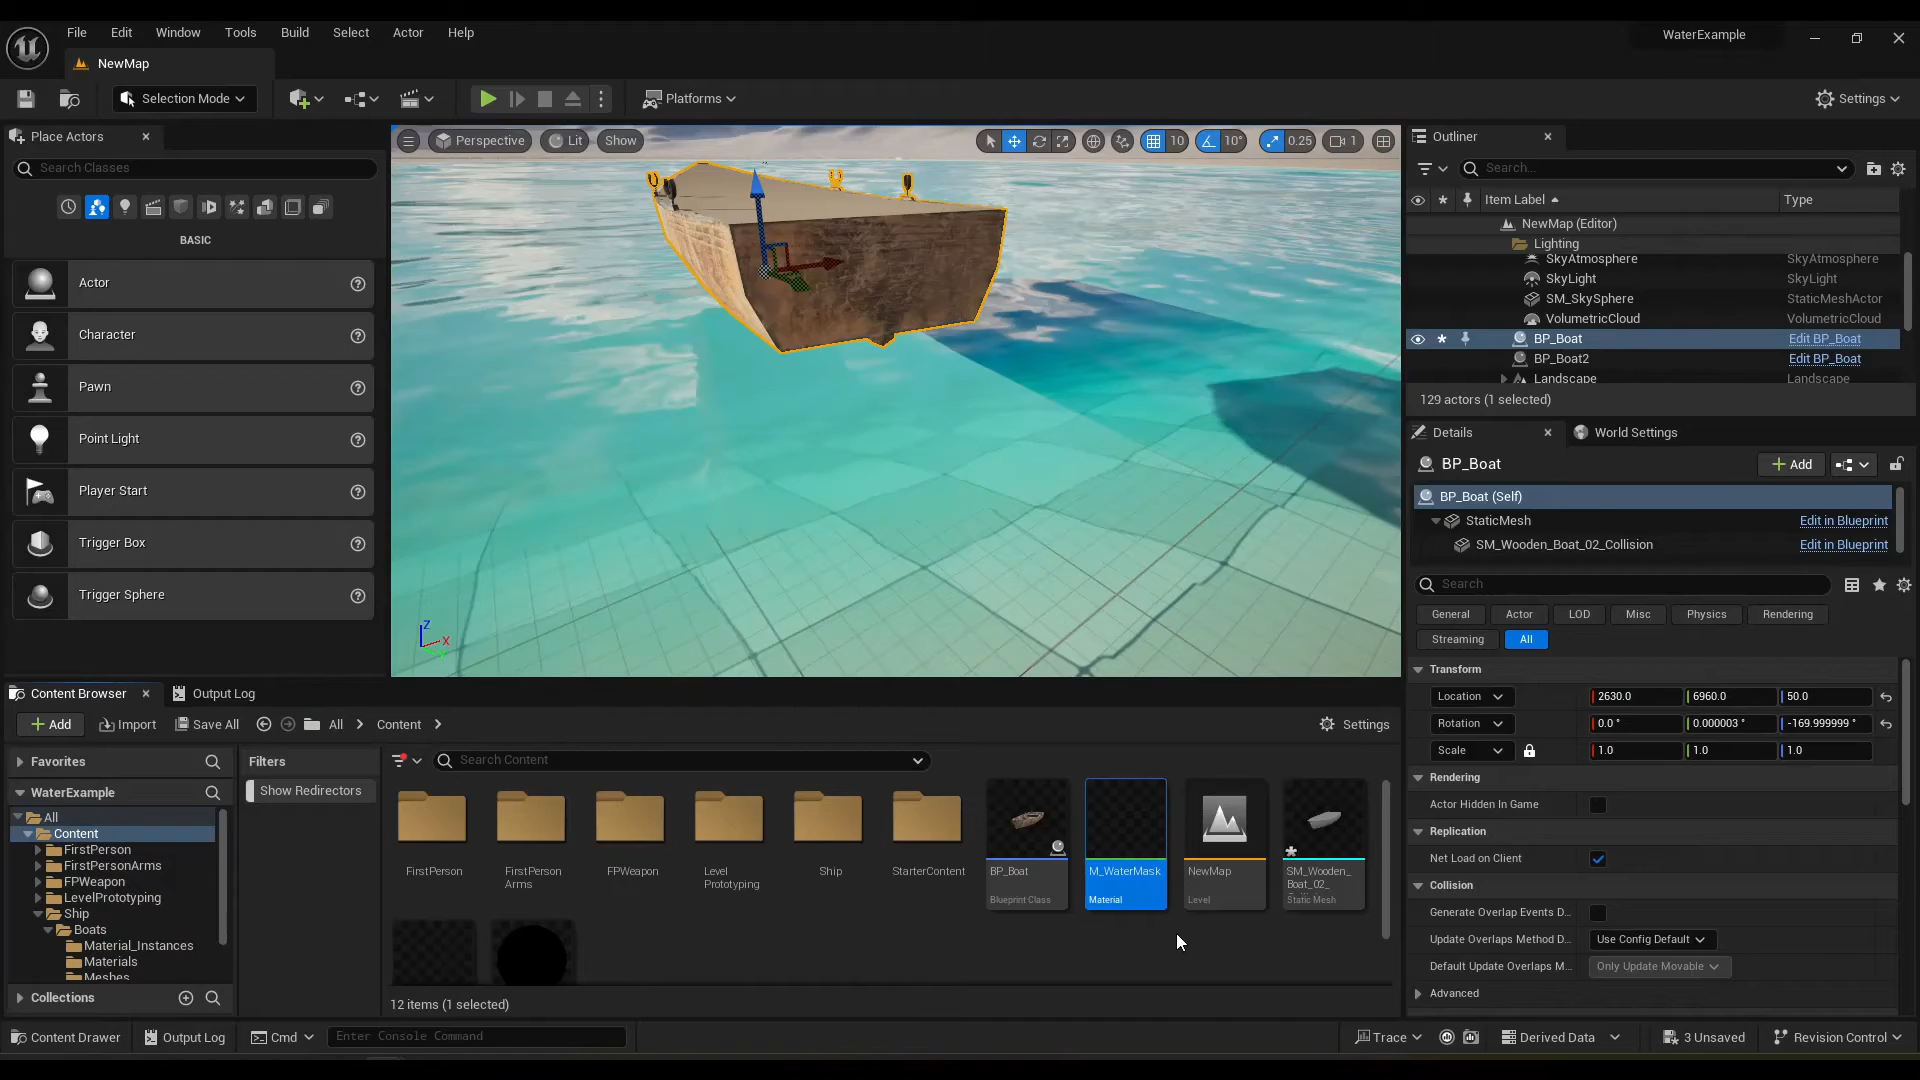 File Edit Window Tools Build Select Actor Help
WaterExample
NewMap
Selection Mode
Platforms
Settings
Place Actors
Search Classes
BASIC
Actor
Character
Pawn
Point Light
Player Start
Trigger Box
Trigger Sphere
Perspective Lit Show
10 10° 0.25 1
Z X
Outliner
Search...
Item Label Type
NewMap (Editor)
Lighting
SkyAtmosphere SkyAtmosphere
SkyLight SkyLight
SM_SkySphere StaticMeshActor
VolumetricCloud VolumetricCloud
BP_Boat Edit BP_Boat
BP_Boat2 Edit BP_Boat
Landscape Landscape
129 actors (1 selected)
Details World Settings
BP_Boat Add
BP_Boat (Self)
StaticMesh Edit in Blueprint
SM_Wooden_Boat_02_Collision Edit in Blueprint
Search
General Actor LOD Misc Physics Rendering
Streaming All
Transform
Location 2630.0 6960.0 50.0
Rotation 0.0 ° 0.000003 ° -169.999999 °
Scale 1.0 1.0 1.0
Rendering
Actor Hidden In Game
Replication
Net Load on Client
Collision
Generate Overlap Events D...
Update Overlaps Method D... Use Config Default
Default Update Overlaps M... Only Update Movable
Advanced
Content Browser Output Log
Add Import Save All All Content Settings
Favorites
WaterExample
All
Content
FirstPerson
FirstPersonArms
FPWeapon
LevelPrototyping
Ship
Boats
Material_Instances
Materials
Meshes
Collections
Filters
Show Redirectors
Search Content
FirstPerson
FirstPerson
Arms
FPWeapon
Level
Prototyping
Ship
StarterContent
BP_Boat
Blueprint Class
M_WaterMask
Material
NewMap
Level
SM_Wooden_
Boat_02_
Static Mesh
12 items (1 selected)
Content Drawer Output Log Cmd Enter Console Command Trace Derived Data 3 Unsaved Revision Control